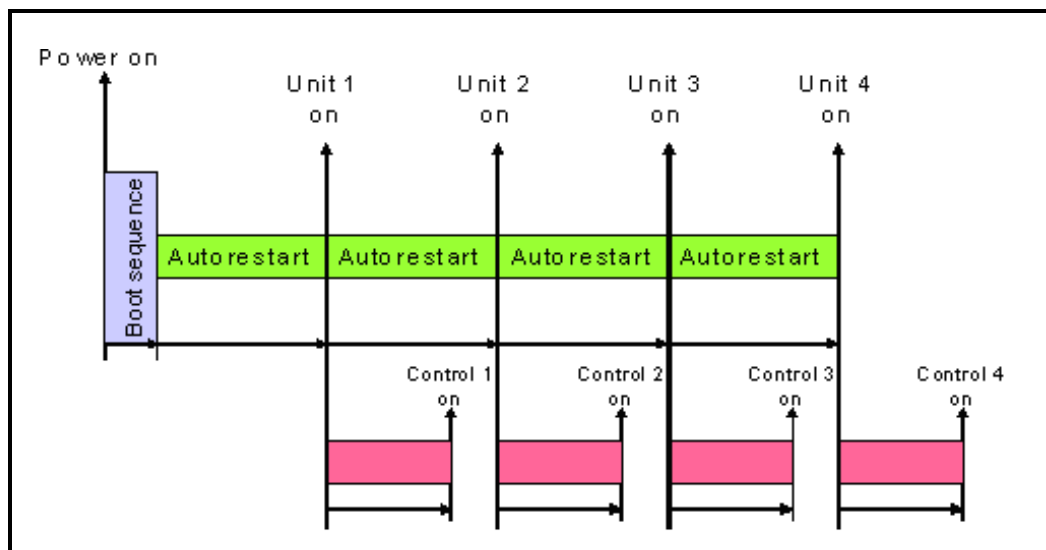 Power on
Unit 1
on
Unit 2
on
Unit 3
on
Unit 4
on
Boot sequence
Autorestart
Autorestart
Autorestart
Autorestart
Control 1
on
Control 2
on
Control 3
on
Control 4
on